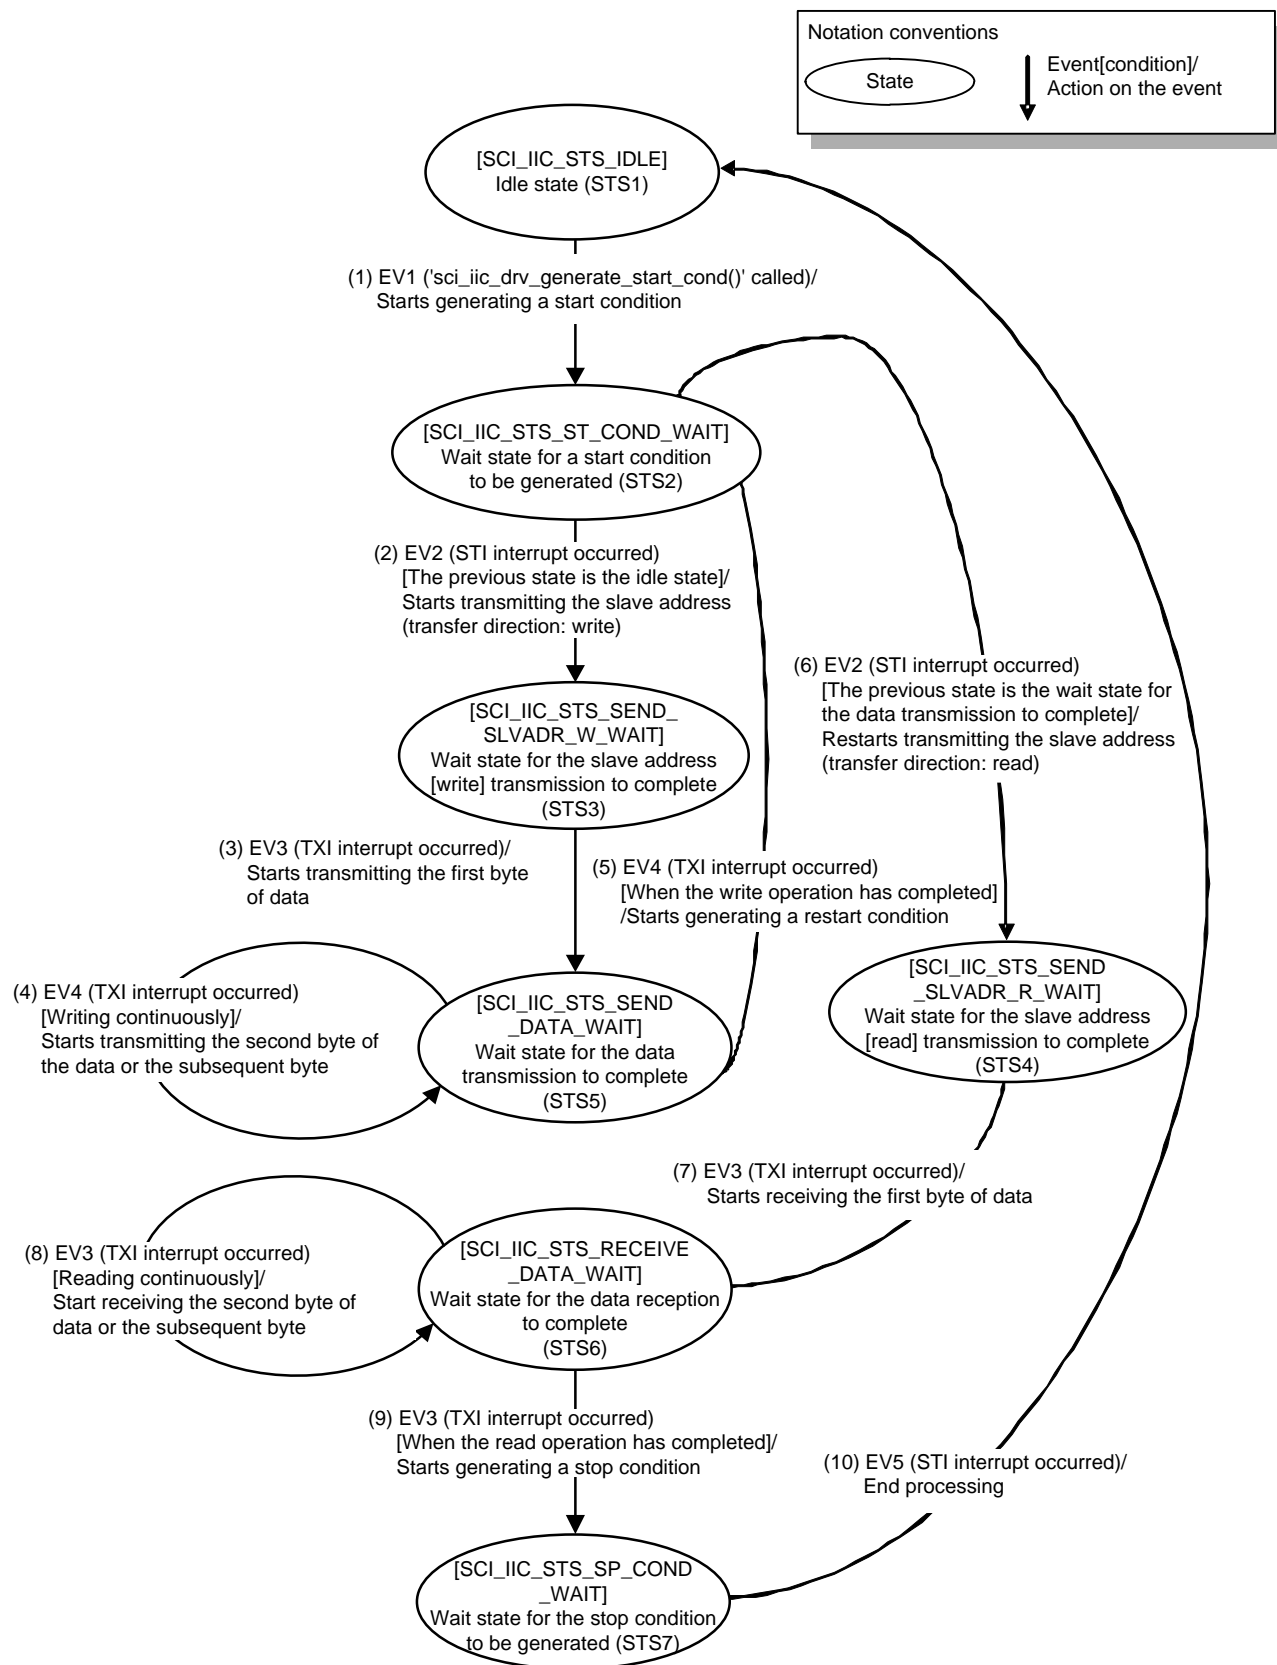 Notation conventions
State
Event[condition]/
Action on the event
[SCI_IIC_STS_IDLE]
Idle state (STS1)
(1) EV1 ('sci_iic_drv_generate_start_cond()' called)/
Starts generating a start condition
[SCI_IIC_STS_ST_COND_WAIT]
Wait state for a start condition
to be generated (STS2)
(2) EV2 (STI interrupt occurred)
[The previous state is the idle state]/
Starts transmitting the slave address
(transfer direction: write)
(6) EV2 (STI interrupt occurred)
[The previous state is the wait state for
the data transmission to complete]/
Restarts transmitting the slave address
(transfer direction: read)
[SCI_IIC_STS_SEND_
SLVADR_W_WAIT]
Wait state for the slave address
[write] transmission to complete
(STS3)
(3) EV3 (TXI interrupt occurred)/
Starts transmitting the first byte
of data
(5) EV4 (TXI interrupt occurred)
[When the write operation has completed]
/Starts generating a restart condition
(4) EV4 (TXI interrupt occurred)
[Writing continuously]/
Starts transmitting the second byte of
the data or the subsequent byte
[SCI_IIC_STS_SEND
_DATA_WAIT]
Wait state for the data
transmission to complete
(STS5)
[SCI_IIC_STS_SEND
_SLVADR_R_WAIT]
Wait state for the slave address
[read] transmission to complete
(STS4)
(7) EV3 (TXI interrupt occurred)/
Starts receiving the first byte of data
(8) EV3 (TXI interrupt occurred)
[Reading continuously]/
Start receiving the second byte of
data or the subsequent byte
[SCI_IIC_STS_RECEIVE
_DATA_WAIT]
Wait state for the data reception
to complete
(STS6)
(9) EV3 (TXI interrupt occurred)
[When the read operation has completed]/
Starts generating a stop condition
(10) EV5 (STI interrupt occurred)/
End processing
[SCI_IIC_STS_SP_COND
_WAIT]
Wait state for the stop condition
to be generated (STS7)